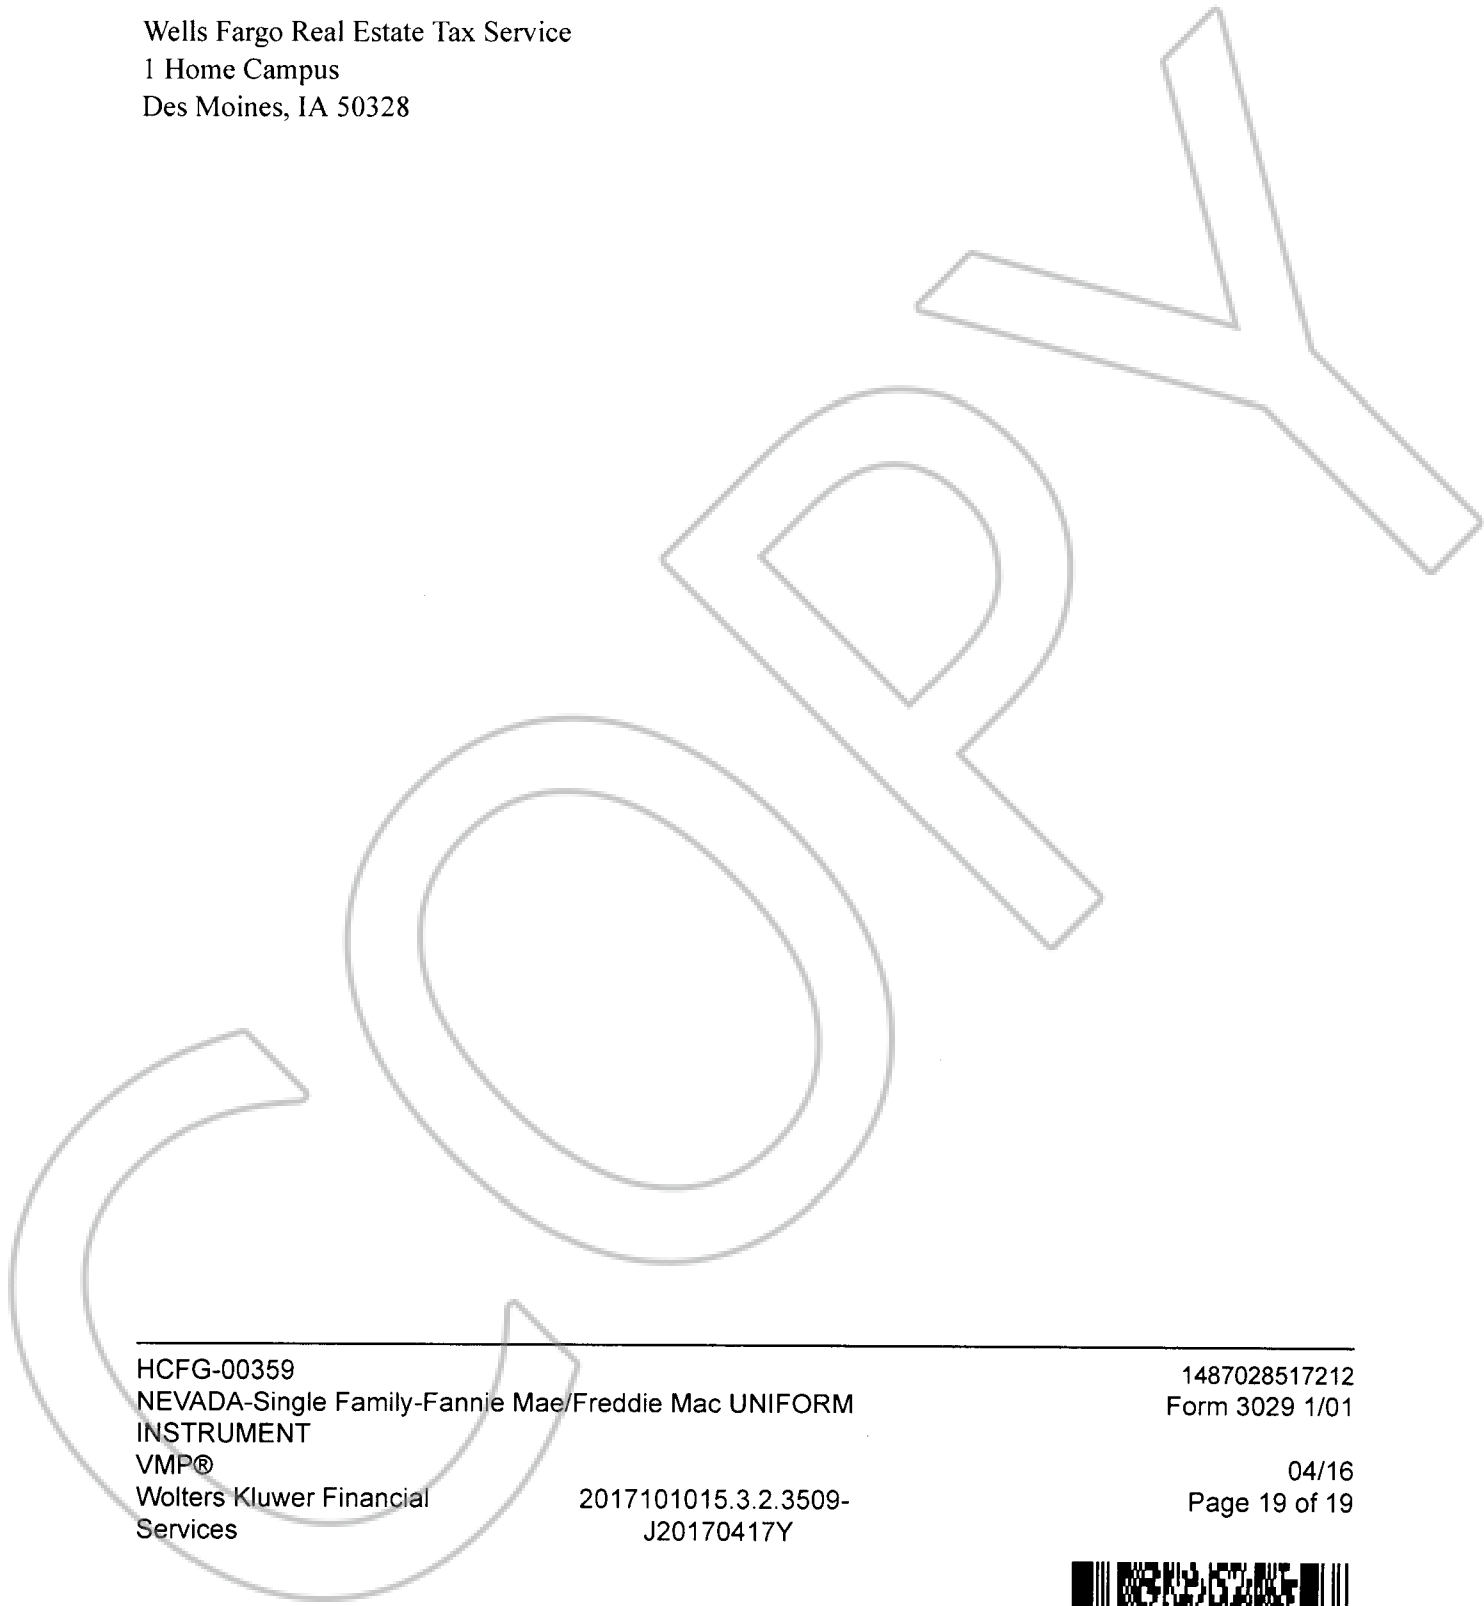 Wells Fargo Real Estate Tax Service
1 Home Campus
Des Moines, IA 50328
COPY
HCFG-00359
1487028517212
NEVADA-Single Family-Fannie Mae/Freddie Mac UNIFORM
Form 3029 1/01
INSTRUMENT
VMP®
04/16
Wolters Kluwer Financial
2017101015.3.2.3509-
Page 19 of 19
Services
J20170417Y